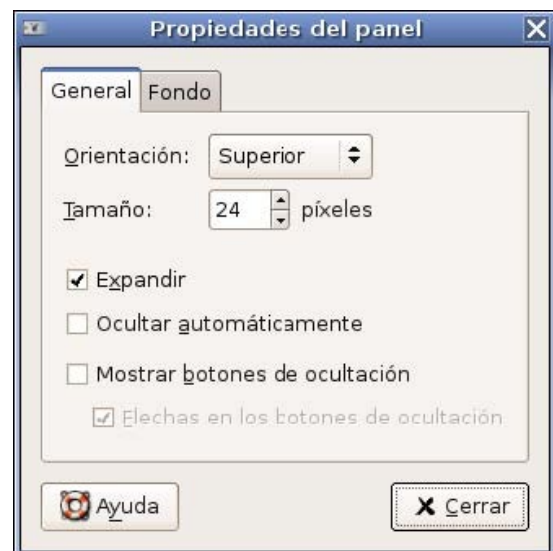 Propiedades del panel
General Fondo
Orientación: Superior
Tamaño: 24 píxeles
Expandir
Ocultar automáticamente
Mostrar botones de ocultación
Flechas en los botones de ocultación
Ayuda Cerrar